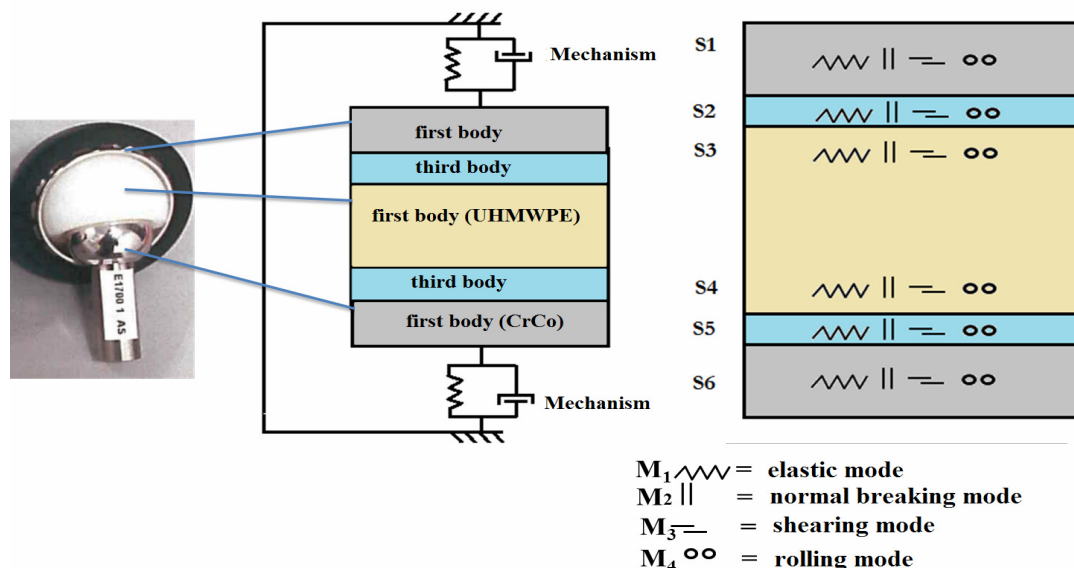 Mechanism
first body
third body
first body (UHMWPE)
third body
first body (CrCo)
Mechanism
E1700 1 A5
S1
S2
S3
S4
S5
S6
M1 = elastic mode
M2 = normal breaking mode
M3 = shearing mode
M4 = rolling mode